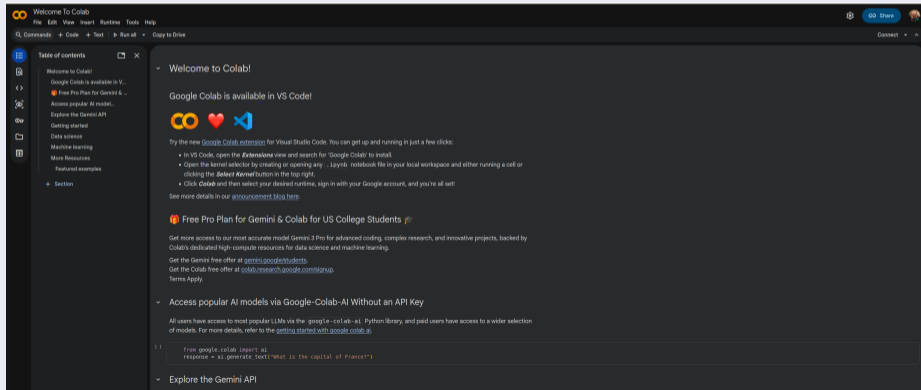 Welcome To Colab
File Edit View Insert Runtime Tools Help
Share
Commands + Code + Text Run all Copy to Drive
Connect
Table of contents
Welcome to Colab!
Google Colab is available in V...
🎁 Free Pro Plan for Gemini & ...
Access popular AI model...
Explore the Gemini API
Getting started
Data science
Machine learning
More Resources
Featured examples
+ Section
Welcome to Colab!
Google Colab is available in VS Code!
Try the new Google Colab extension for Visual Studio Code. You can get up and running in just a few clicks:
• In VS Code, open the Extensions view and search for 'Google Colab' to install.
• Open the kernel selector by creating or opening any .ipynb notebook file in your local workspace and either running a cell or
clicking the Select Kernel button in the top right.
• Click Colab and then select your desired runtime, sign in with your Google account, and you're all set!
See more details in our announcement blog here.
🎁 Free Pro Plan for Gemini & Colab for US College Students 🎓
Get more access to our most accurate model Gemini 3 Pro for advanced coding, complex research, and innovative projects, backed by
Colab's dedicated high-compute resources for data science and machine learning.
Get the Gemini free offer at gemini.google/students.
Get the Colab free offer at colab.research.google.com/signup.
Terms Apply.
Access popular AI models via Google-Colab-AI Without an API Key
All users have access to most popular LLMs via the google-colab-ai Python library, and paid users have access to a wider selection
of models. For more details, refer to the getting started with google colab ai.
[ ] from google.colab import ai
response = ai.generate_text("What is the capital of France?")
Explore the Gemini API